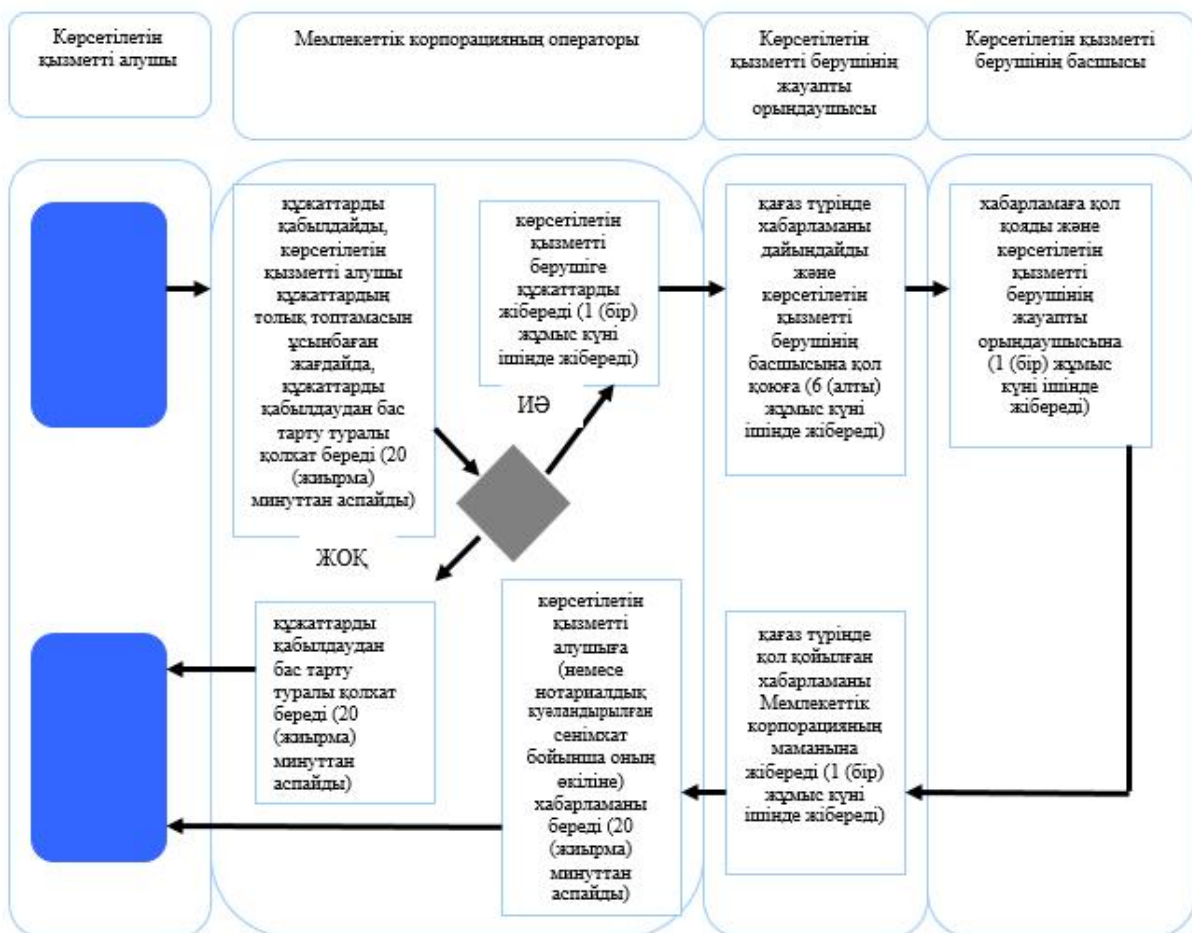 Көрсетілетін
қызметті алушы
Мемлекеттік корпорацияның операторы
Көрсетілетін
қызметті берушінің
жауапты
орындаушысы
Көрсетілетін қызметті
берушінің басшысы
құжаттарды
қабылдайды,
көрсетілетін
қызметті алушы
құжаттардың
толық топтамасын
ұсынбаған
жағдайда,
құжаттарды
қабылдаудан бас
тарту туралы
қолхат береді (20
(жиырма)
минуттан аспайды)
көрсетілетін
қызметті
берушіге
құжаттарды
жібереді (1 (бір)
жұмыс күні
ішінде жібереді)
қағаз түрінде
хабарламаны
дайындайды
және
көрсетілетін
қызметті
берушінің
басшысына қол
қоюға (6 (алты)
жұмыс күні
ішінде жібереді)
хабарламаға қол
қояды және
көрсетілетін
қызметті
берушінің
жауапты
орындаушысына
(1 (бір) жұмыс
күні ішінде
жібереді)
ИӘ
ЖОҚ
құжаттарды
қабылдаудан
бас тарту
туралы қолхат
береді (20
(жиырма)
минуттан
аспайды)
көрсетілетін
қызметті
алушыға
(немесе
нотариалдық
куәландырылған
сенімхат
бойынша оның
өкіліне)
хабарламаны
береді (20
(жиырма)
минуттан
аспайды)
қағаз түрінде
қол қойылған
хабарламаны
Мемлекеттік
корпорацияның
маманына
жібереді (1 (бір)
жұмыс күні
ішінде жібереді)